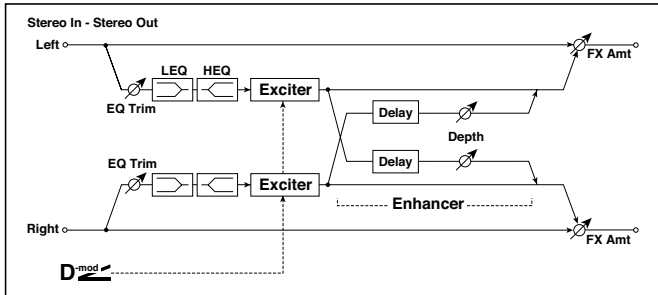 Stereo In - Stereo Out
Left
FX Amt
LEQ HEQ
EQ Trim
Exciter
Delay
Depth
EQ Trim
Delay
Exciter
Enhancer
Right
FX Amt
D-mod